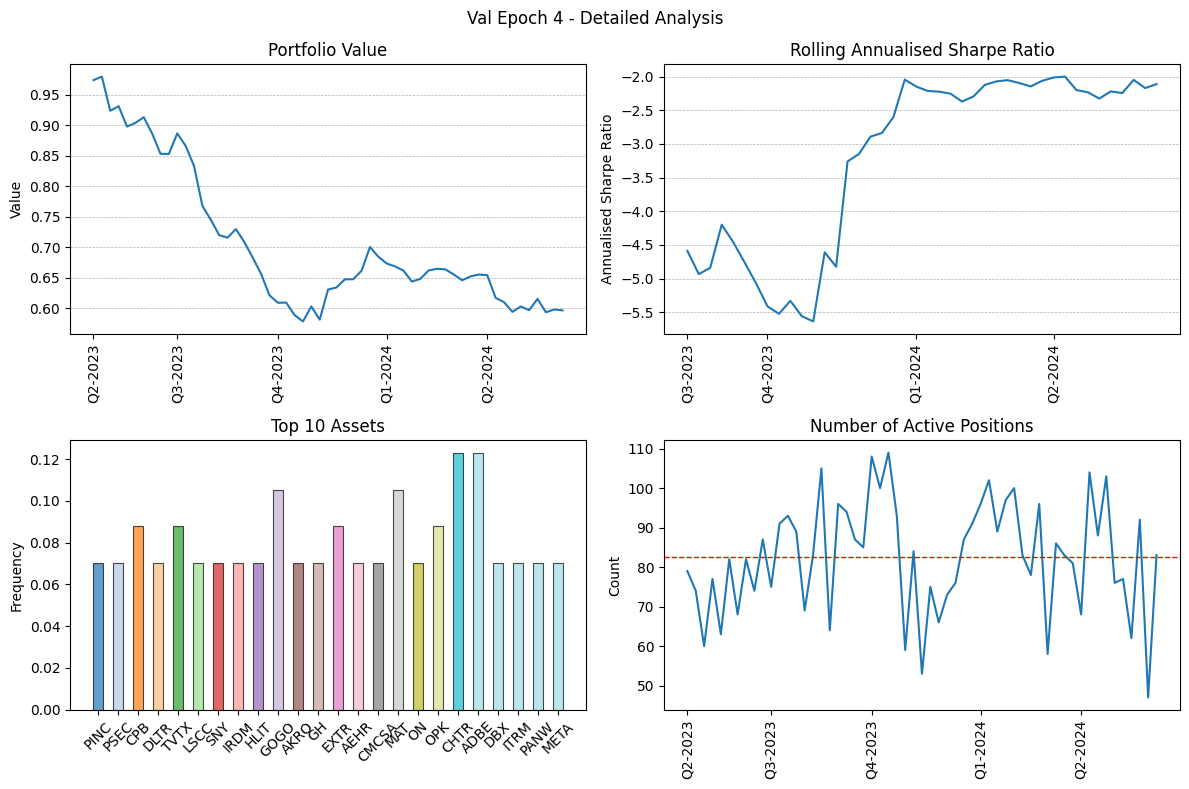 Val Epoch 4 - Detailed Analysis
Portfolio Value
Value
0.95
0.90
0.85
0.80
0.75
0.70
0.65
0.60
Q2-2023
Q3-2023
Q4-2023
Q1-2024
Q2-2024
Rolling Annualised Sharpe Ratio
Annualised Sharpe Ratio
−2.0
−2.5
−3.0
−3.5
−4.0
−4.5
−5.0
−5.5
Q3-2023
Q4-2023
Q1-2024
Q2-2024
Top 10 Assets
Frequency
0.12
0.10
0.08
0.06
0.04
0.02
0.00
PINC
PSEC
CPB
DLTR
TVTX
LSCC
SNY
IRDM
HLIT
GOGO
AKRO
GH
EXTR
AEHR
CMCSA
MAT
ON
OPK
CHTR
ADBE
DBX
ITRM
PANW
META
Number of Active Positions
Count
110
100
90
80
70
60
50
Q2-2023
Q3-2023
Q4-2023
Q1-2024
Q2-2024